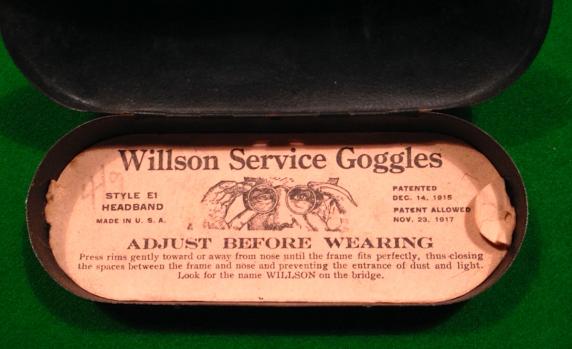 Willson Service Goggles
STYLE E1
HEADBAND
MADE IN U. S. A.
PATENTED
DEC. 14, 1915
PATENT ALLOWED
NOV. 23, 1917
ADJUST BEFORE WEARING
Press rims gently toward or away from nose until the frame fits perfectly, thus closing
the spaces between the frame and nose and preventing the entrance of dust and light.
Look for the name WILLSON on the bridge.